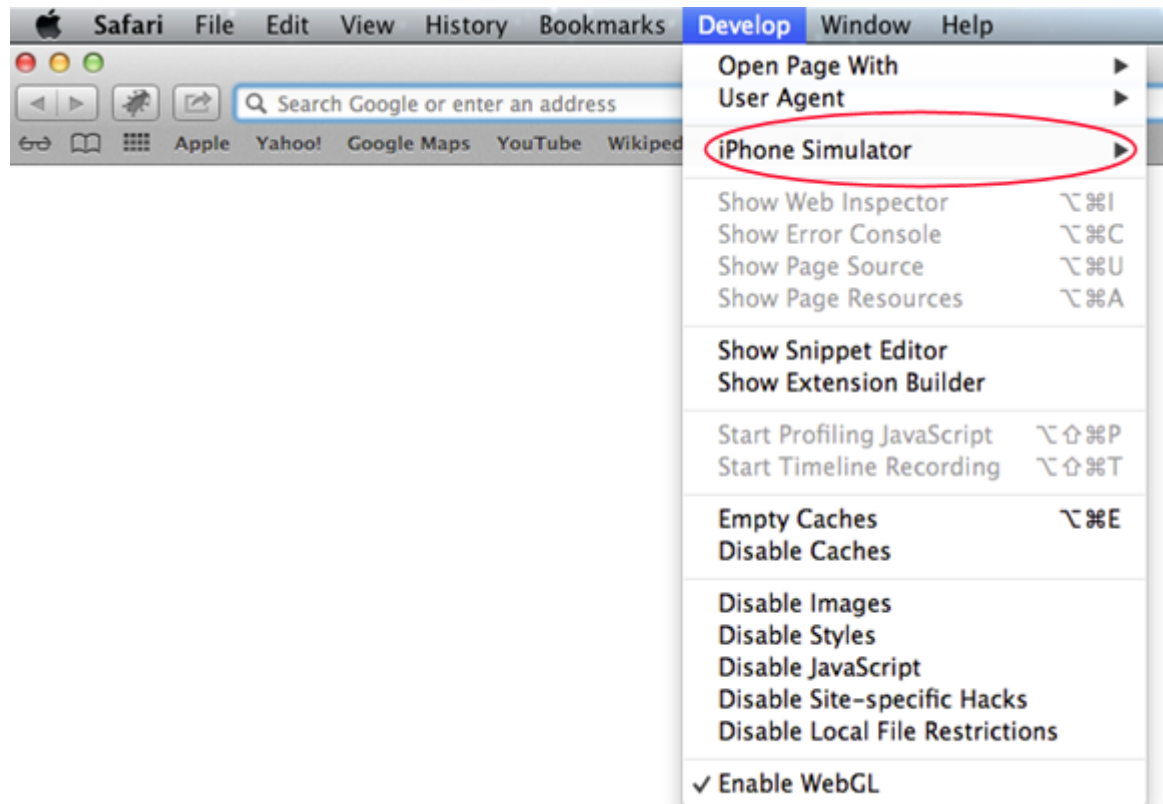 Safari File Edit View History Bookmarks Develop Window Help
Search Google or enter an address
Apple Yahoo! Google Maps YouTube Wikiped
Open Page With
User Agent
iPhone Simulator
Show Web Inspector ⌥⌘I
Show Error Console ⌥⌘C
Show Page Source ⌥⌘U
Show Page Resources ⌥⌘A
Show Snippet Editor
Show Extension Builder
Start Profiling JavaScript ⌥⇧⌘P
Start Timeline Recording ⌥⇧⌘T
Empty Caches ⌥⌘E
Disable Caches
Disable Images
Disable Styles
Disable JavaScript
Disable Site-specific Hacks
Disable Local File Restrictions
✓ Enable WebGL